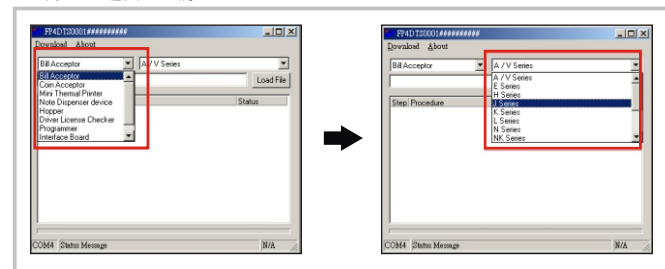 FP4DTS0001##########
Download About
Bill Acceptor A / V Series
Bill Acceptor
Coin Acceptor
Mini Thermal Printer
Note Dispenser device
Hopper
Driver License Checker
Programmer
Interface Board
Load File
Status
COM4 Status Message N/A
FP4DTS0001##########
Download About
Bill Acceptor A / V Series
A / V Series
E Series
H Series
J Series
K Series
L Series
N Series
NK Series
Step Procedure
COM4 Status Message N/A